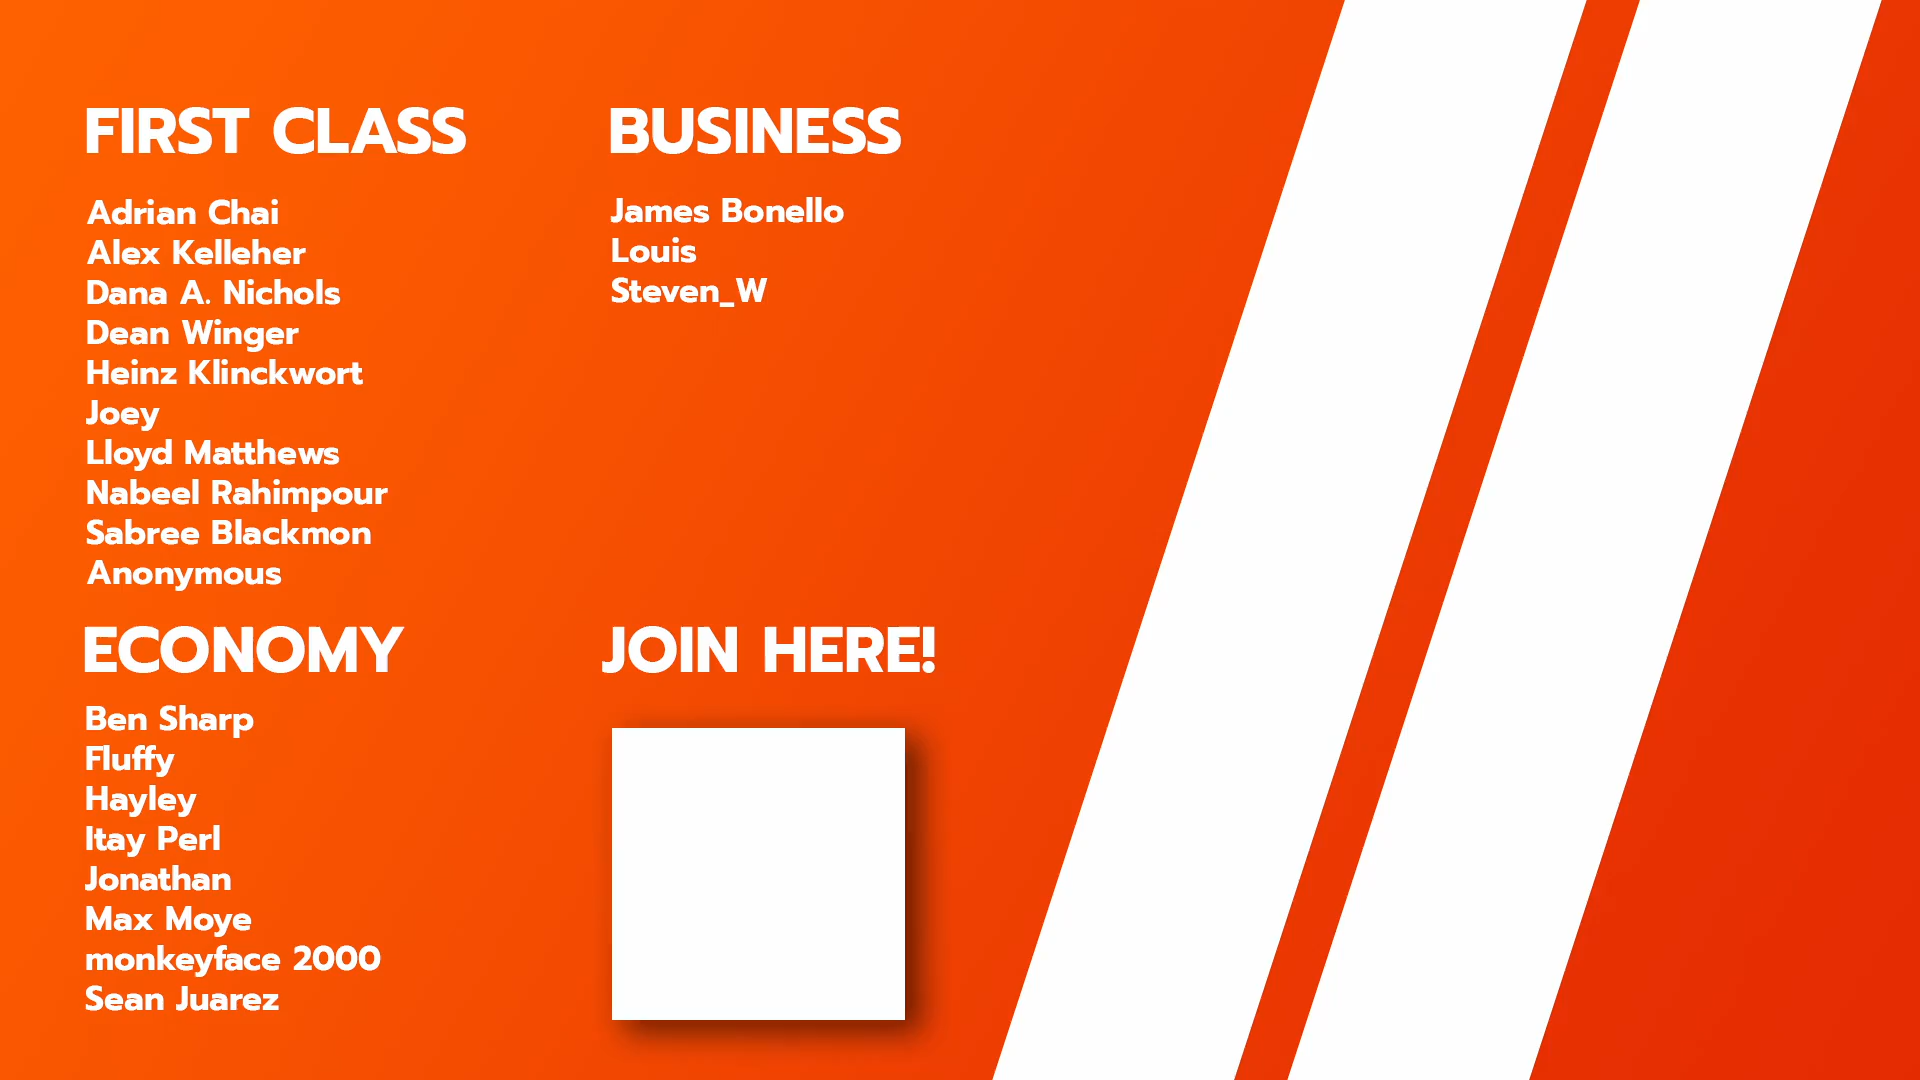 FIRST CLASS
Adrian Chai
Alex Kelleher
Dana A. Nichols
Dean Winger
Heinz Klinckwort
Joey
Lloyd Matthews
Nabeel Rahimpour
Sabree Blackmon
Anonymous
BUSINESS
James Bonello
Louis
Steven_W
ECONOMY
Ben Sharp
Fluffy
Hayley
Itay Perl
Jonathan
Max Moye
monkeyface 2000
Sean Juarez
JOIN HERE!